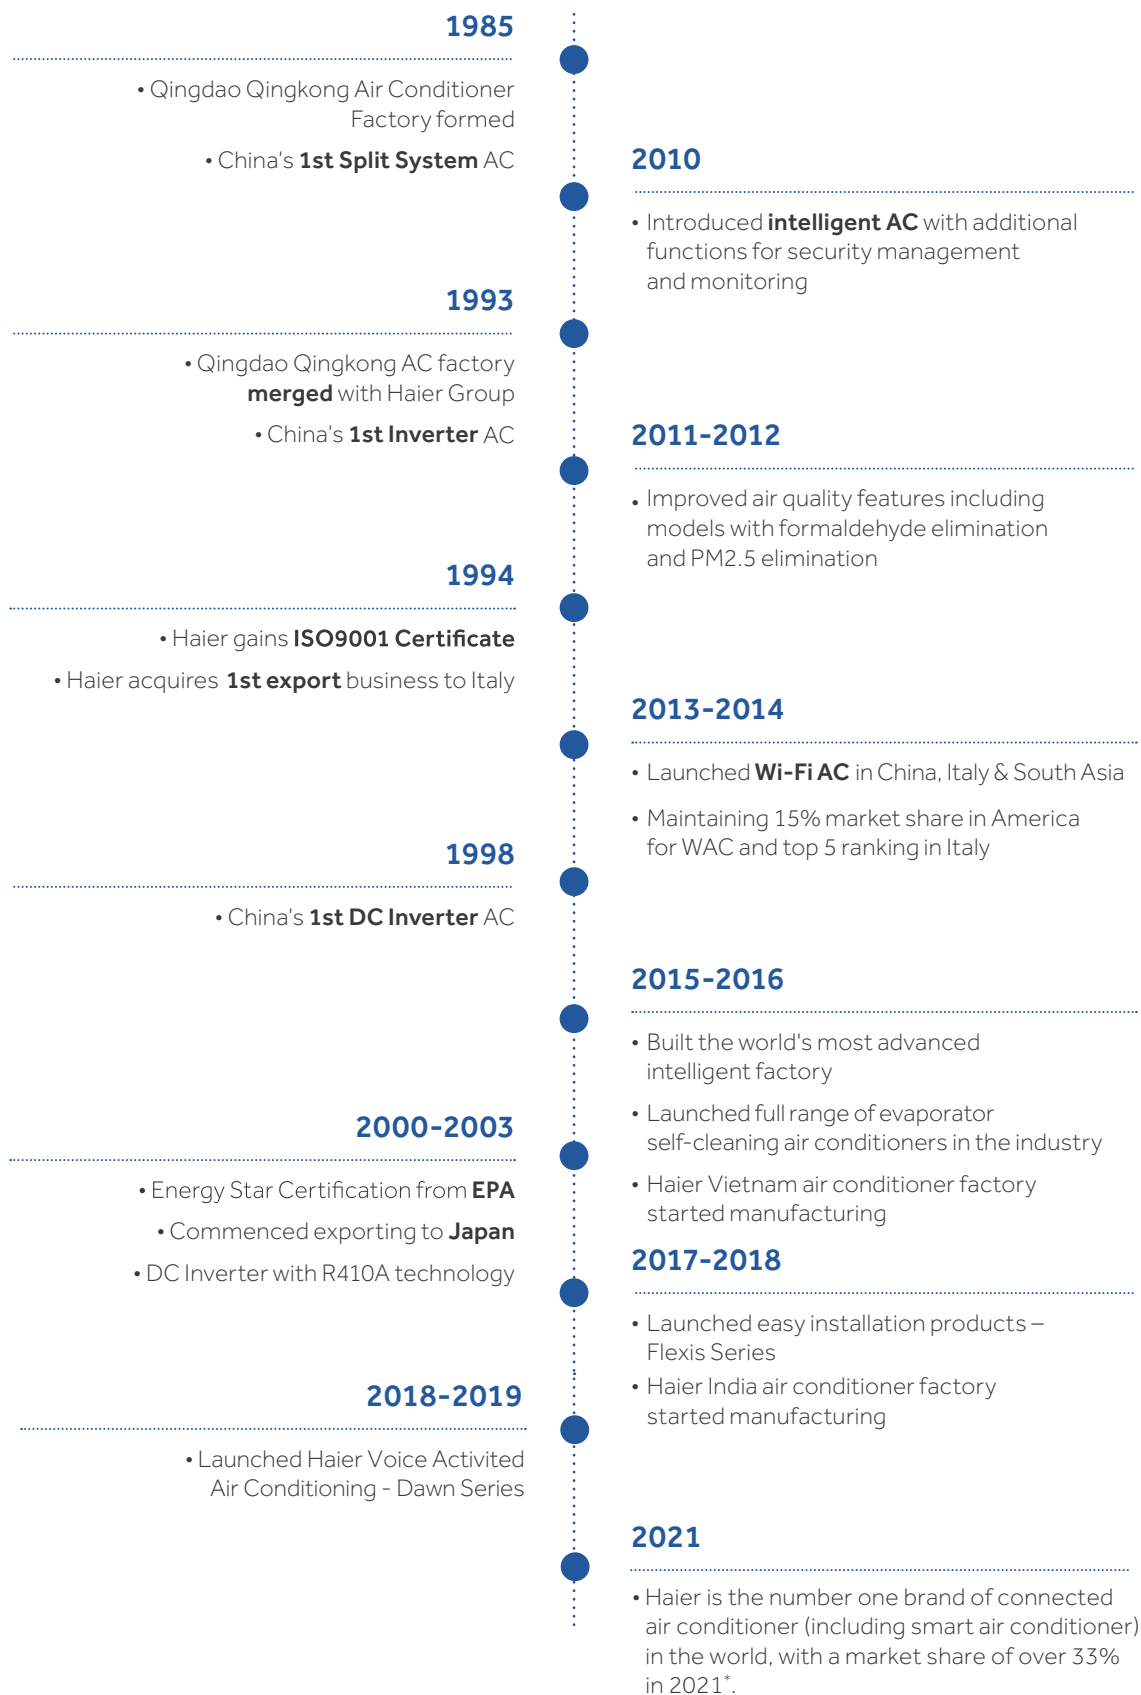 1985
• Qingdao Qingkong Air Conditioner
Factory formed
• China's 1st Split System AC
1993
• Qingdao Qingkong AC factory
merged with Haier Group
• China's 1st Inverter AC
1994
• Haier gains ISO9001 Certificate
• Haier acquires 1st export business to Italy
1998
• China's 1st DC Inverter AC
2000-2003
• Energy Star Certification from EPA
• Commenced exporting to Japan
• DC Inverter with R410A technology
2018-2019
• Launched Haier Voice Activited
Air Conditioning - Dawn Series
2010
• Introduced intelligent AC with additional
functions for security management
and monitoring
2011-2012
• Improved air quality features including
models with formaldehyde elimination
and PM2.5 elimination
2013-2014
• Launched Wi-Fi AC in China, Italy & South Asia
• Maintaining 15% market share in America
for WAC and top 5 ranking in Italy
2015-2016
• Built the world's most advanced
intelligent factory
• Launched full range of evaporator
self-cleaning air conditioners in the industry
• Haier Vietnam air conditioner factory
started manufacturing
2017-2018
• Launched easy installation products –
Flexis Series
• Haier India air conditioner factory
started manufacturing
2021
• Haier is the number one brand of connected
air conditioner (including smart air conditioner)
in the world, with a market share of over 33%
in 2021*.